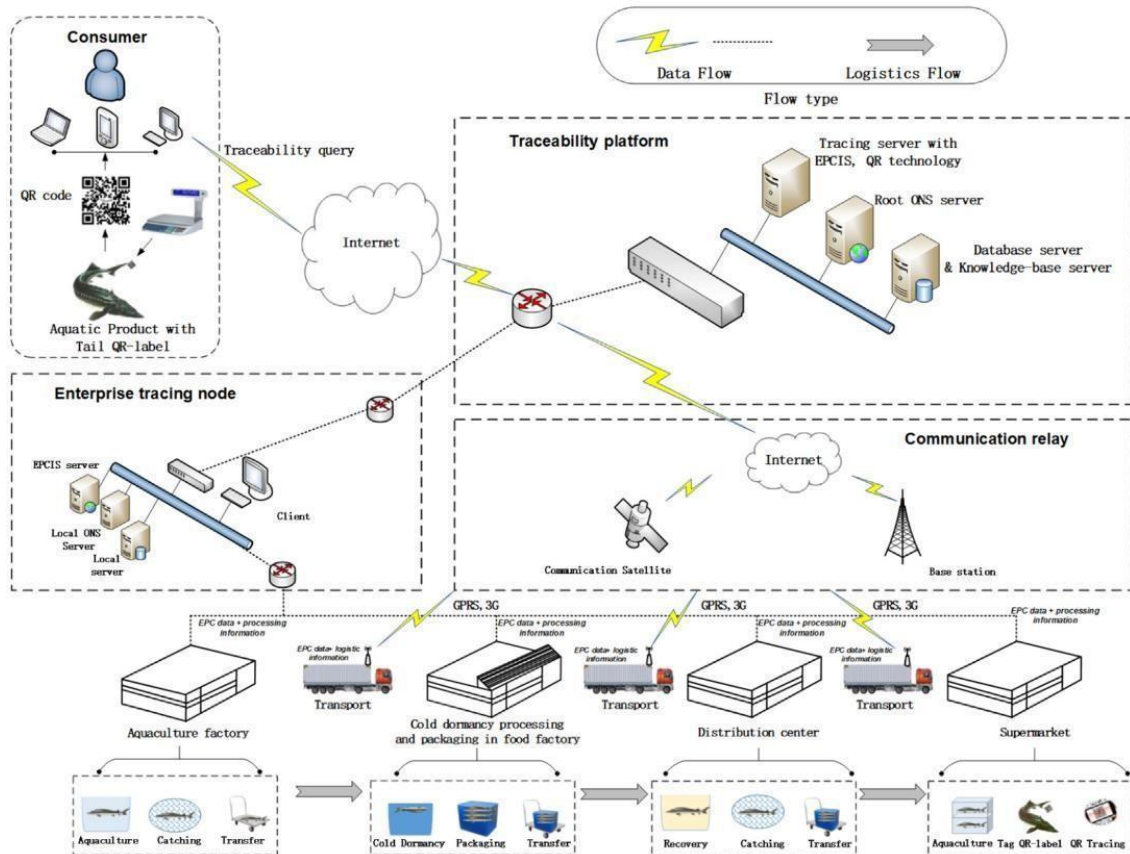 Consumer
QR code
Aquatic Product with
Tail QR-label
Traceability query
Internet
Data Flow
Logistics Flow
Flow type
Traceability platform
Tracing server with
EPCIS, QR technology
Root ONS server
Database server
& Knowledge-base server
Enterprise tracing node
EPCIS server
Local ONS
Server
Local
server
Client
Communication relay
Internet
Communication Satellite
Base station
GPRS,3G
GPRS,3G
GPRS,3G
EPC data + processing
information
EPC data+ logistic
information
EPC data + processing
information
EPC data+ logistic
information
EPC data + processing
information
EPC data+ logistic
information
EPC data + processing
information
Aquaculture factory
Transport
Cold dormancy processing
and packaging in food factory
Transport
Distribution center
Transport
Supermarket
Aquaculture
Catching
Transfer
Cold Dormancy
Packaging
Transfer
Recovery
Catching
Transfer
Aquaculture
Tag QR-label
QR Tracing